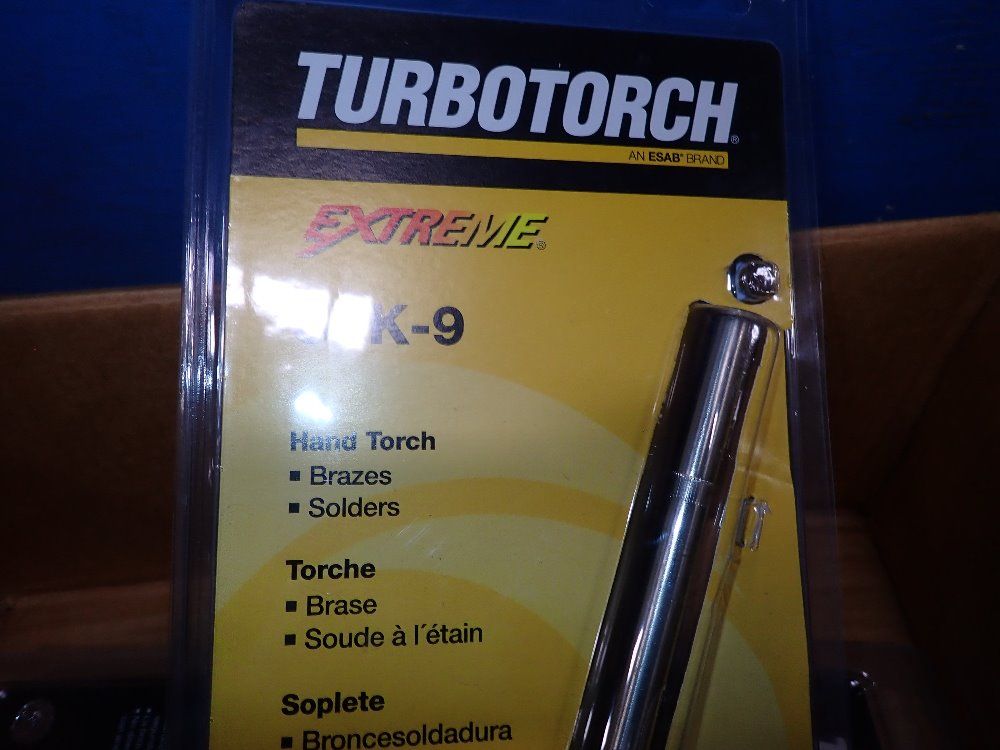 TURBOTORCH®
AN ESAB® BRAND
EXTREME®
K-9
Hand Torch
▪ Brazes
▪ Solders
Torche
▪ Brase
▪ Soude à l´étain
Soplete
▪ Broncesoldadura